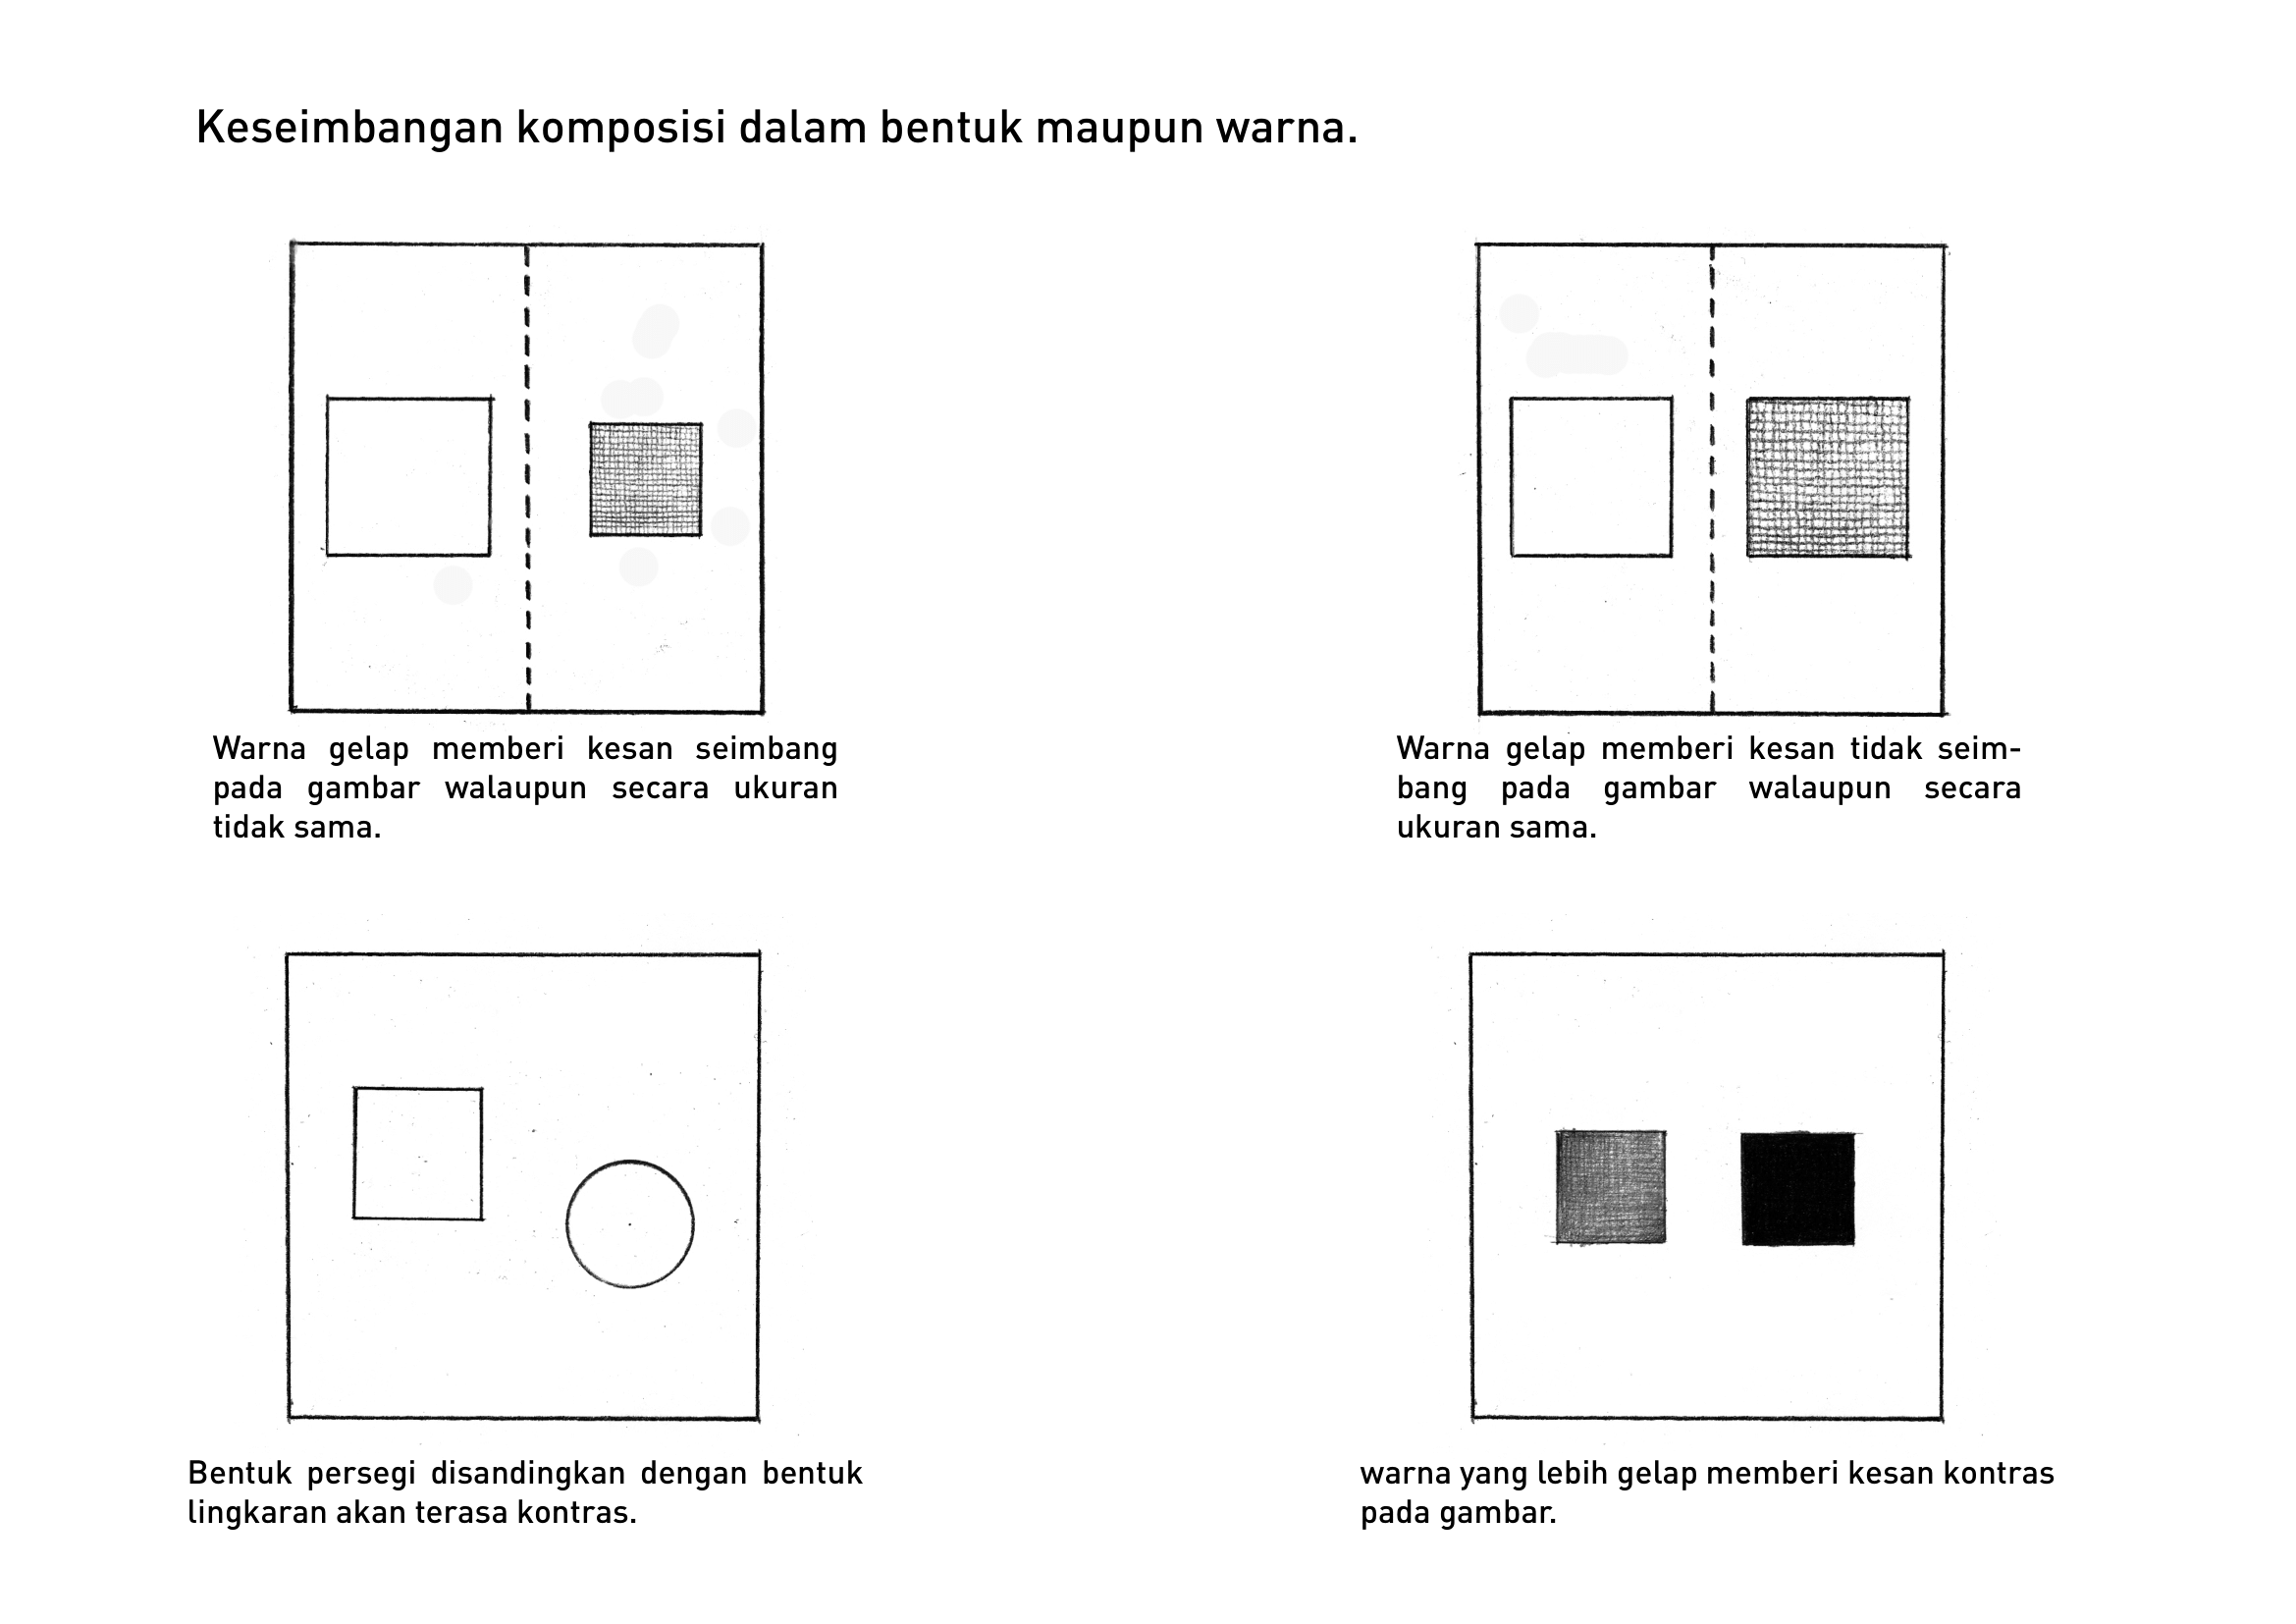 Keseimbangan komposisi dalam bentuk maupun warna.
Warna gelap memberi kesan seimbang
pada gambar walaupun secara ukuran
tidak sama.
Warna gelap memberi kesan tidak seim-
bang pada gambar walaupun secara
ukuran sama.
Bentuk persegi disandingkan dengan bentuk
lingkaran akan terasa kontras.
warna yang lebih gelap memberi kesan kontras
pada gambar.